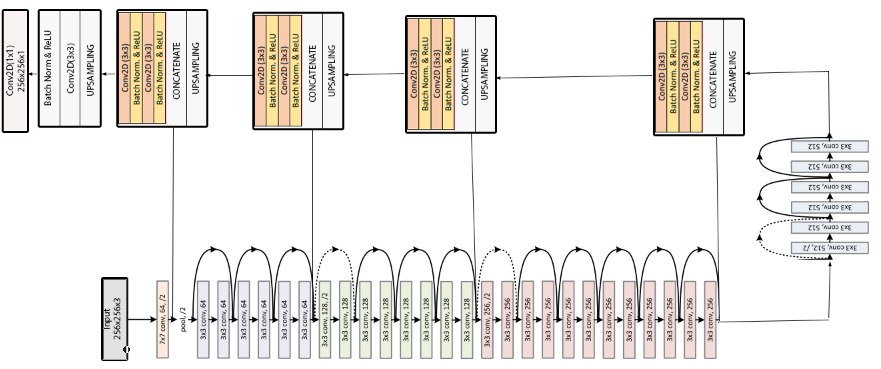 Conv2D(1x1)
256x256x1
Batch Norm & ReLU
Conv2D(3x3)
UPSAMPLING
Conv2D (3x3)
Batch Norm. & ReLU
Conv2D (3x3)
Batch Norm. & ReLU
CONCATENATE
UPSAMPLING
Conv2D (3x3)
Batch Norm. & ReLU
Conv2D (3x3)
Batch Norm. & ReLU
CONCATENATE
UPSAMPLING
Conv2D (3x3)
Batch Norm. & ReLU
Conv2D (3x3)
Batch Norm. & ReLU
CONCATENATE
UPSAMPLING
Conv2D (3x3)
Batch Norm. & ReLU
Conv2D (3x3)
Batch Norm. & ReLU
CONCATENATE
UPSAMPLING
3x3 conv, 512
3x3 conv, 512
3x3 conv, 512
3x3 conv, 512
3x3 conv, 512
3x3 conv, 512, /2
Input
256x256x3
7x7 conv, 64, /2
pool, /2
3x3 conv, 64
3x3 conv, 64
3x3 conv, 64
3x3 conv, 64
3x3 conv, 64
3x3 conv, 64
3x3 conv, 128, /2
3x3 conv, 128
3x3 conv, 128
3x3 conv, 128
3x3 conv, 128
3x3 conv, 128
3x3 conv, 128
3x3 conv, 128
3x3 conv, 256, /2
3x3 conv, 256
3x3 conv, 256
3x3 conv, 256
3x3 conv, 256
3x3 conv, 256
3x3 conv, 256
3x3 conv, 256
3x3 conv, 256
3x3 conv, 256
3x3 conv, 256
3x3 conv, 256